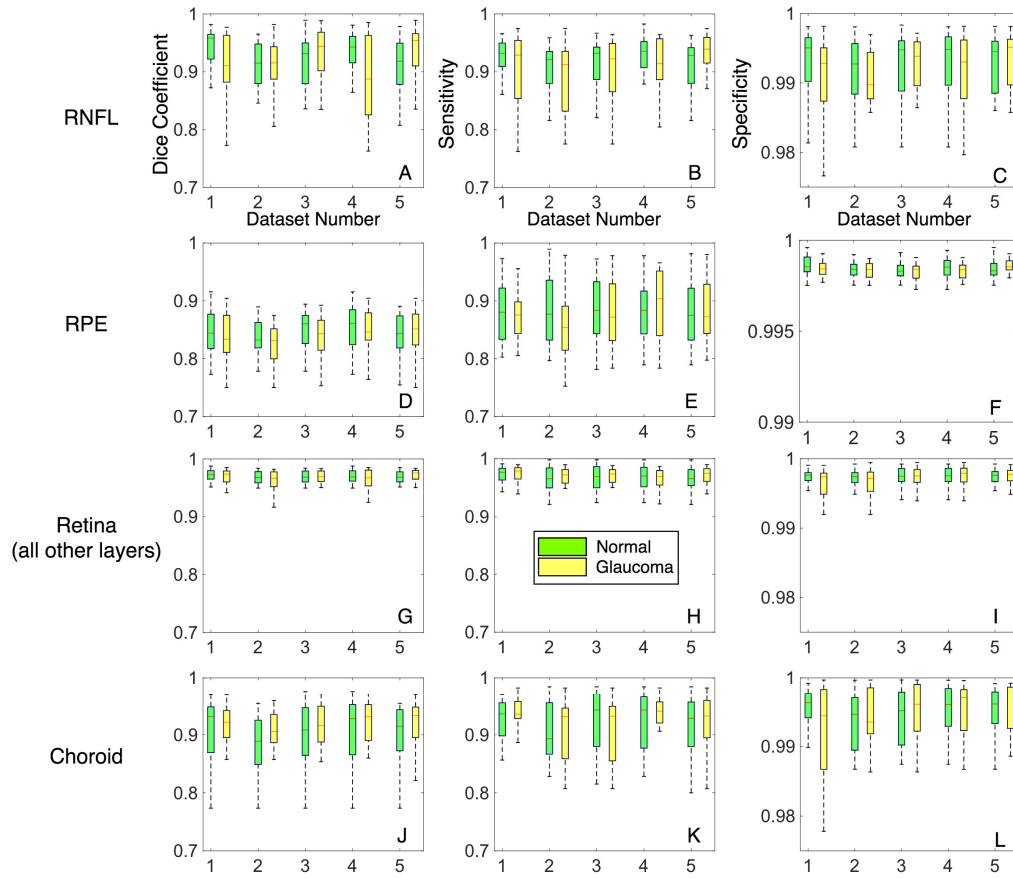 RNFL
Dice Coefficient
1
0.9
0.8
0.7
A
1 2 3 4 5
Dataset Number
Sensitivity
1
0.9
0.8
0.7
B
1 2 3 4 5
Dataset Number
Specificity
1
0.99
0.98
C
1 2 3 4 5
Dataset Number
RPE
1
0.9
0.8
0.7
D
1 2 3 4 5
1
0.9
0.8
0.7
E
1 2 3 4 5
1
0.995
0.99
F
1 2 3 4 5
Retina
(all other layers)
1
0.9
0.8
0.7
G
1 2 3 4 5
1
0.9
0.8
0.7
Normal
Glaucoma
H
1 2 3 4 5
1
0.99
0.98
I
1 2 3 4 5
Choroid
1
0.9
0.8
0.7
J
1 2 3 4 5
1
0.9
0.8
0.7
K
1 2 3 4 5
1
0.99
0.98
L
1 2 3 4 5